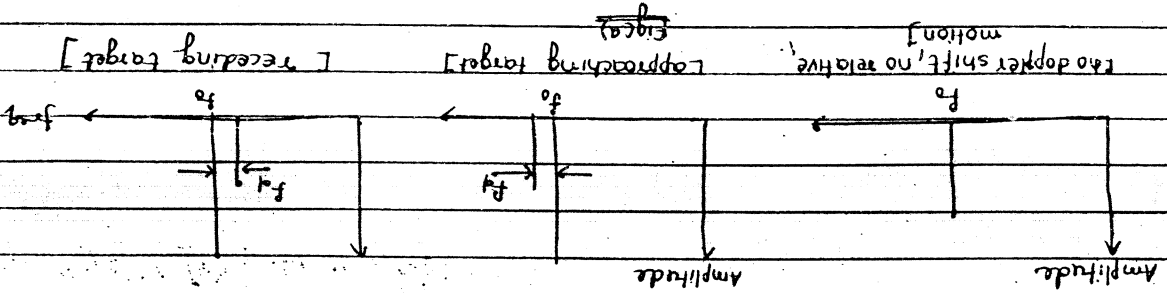 Amplitude
Amplitude
fd
fd
f₀
f₀
f₀
freq
[no doppler shift, no relative
motion]
[approaching target]
[receding target]
Fig(a)